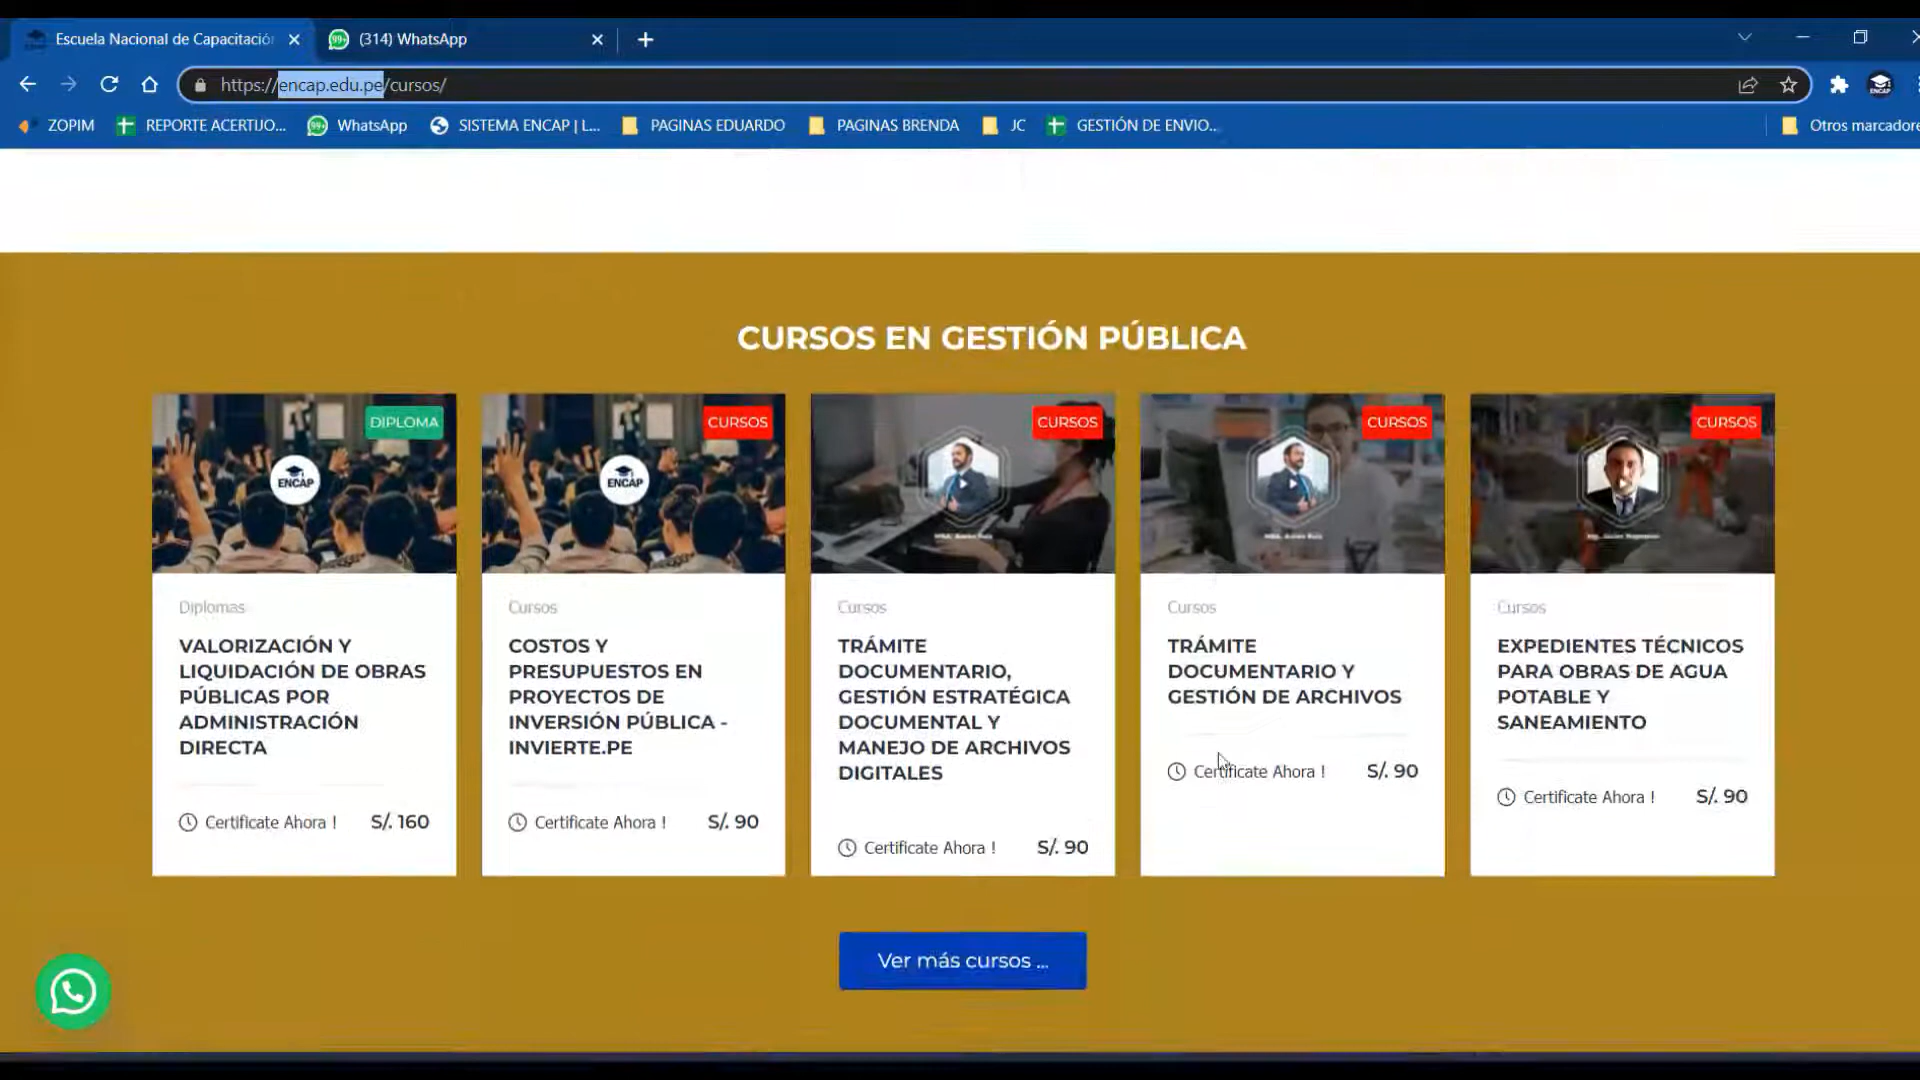 Escuela Nacional de Capacitación
(314) WhatsApp
https://encap.edu.pe/cursos/
ZOPIM
REPORTE ACERTIJO...
WhatsApp
SISTEMA ENCAP | L...
PAGINAS EDUARDO
PAGINAS BRENDA
JC
GESTIÓN DE ENVIO...
Otros marcadore
CURSOS EN GESTIÓN PÚBLICA
DIPLOMA
ENCAP
Diplomas
VALORIZACIÓN Y
LIQUIDACIÓN DE OBRAS
PÚBLICAS POR
ADMINISTRACIÓN
DIRECTA
Certificate Ahora !
S/. 160
CURSOS
ENCAP
Cursos
COSTOS Y
PRESUPUESTOS EN
PROYECTOS DE
INVERSIÓN PÚBLICA -
INVIERTE.PE
Certificate Ahora !
S/. 90
CURSOS
Cursos
TRÁMITE
DOCUMENTARIO,
GESTIÓN ESTRATÉGICA
DOCUMENTAL Y
MANEJO DE ARCHIVOS
DIGITALES
Certificate Ahora !
S/. 90
CURSOS
Cursos
TRÁMITE
DOCUMENTARIO Y
GESTIÓN DE ARCHIVOS
Certificate Ahora !
S/. 90
CURSOS
Cursos
EXPEDIENTES TÉCNICOS
PARA OBRAS DE AGUA
POTABLE Y
SANEAMIENTO
Certificate Ahora !
S/. 90
Ver más cursos ...